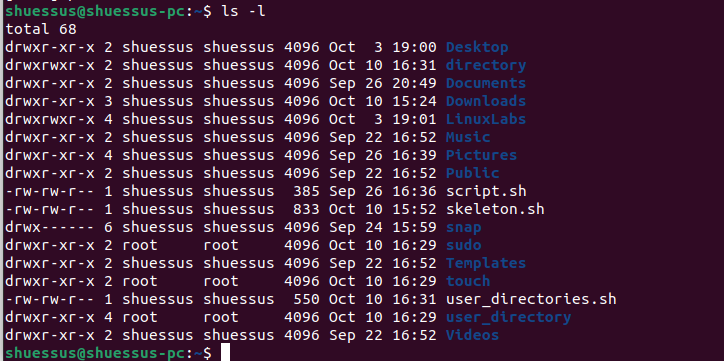 shuessus@shuessus-pc:~$ ls -l
total 68
drwxr-xr-x 2 shuessus shuessus 4096 Oct  3 19:00 Desktop
drwxrwxr-x 2 shuessus shuessus 4096 Oct 10 16:31 directory
drwxr-xr-x 2 shuessus shuessus 4096 Sep 26 20:49 Documents
drwxr-xr-x 3 shuessus shuessus 4096 Oct 10 15:24 Downloads
drwxrwxr-x 4 shuessus shuessus 4096 Oct  3 19:01 LinuxLabs
drwxr-xr-x 2 shuessus shuessus 4096 Sep 22 16:52 Music
drwxr-xr-x 4 shuessus shuessus 4096 Sep 26 16:39 Pictures
drwxr-xr-x 2 shuessus shuessus 4096 Sep 22 16:52 Public
-rw-rw-r-- 1 shuessus shuessus  385 Sep 26 16:36 script.sh
-rw-rw-r-- 1 shuessus shuessus  833 Oct 10 15:52 skeleton.sh
drwx------ 6 shuessus shuessus 4096 Sep 24 15:59 snap
drwxr-xr-x 2 root     root     4096 Oct 10 16:29 sudo
drwxr-xr-x 2 shuessus shuessus 4096 Sep 22 16:52 Templates
drwxr-xr-x 2 root     root     4096 Oct 10 16:29 touch
-rw-rw-r-- 1 shuessus shuessus  550 Oct 10 16:31 user_directories.sh
drwxr-xr-x 4 root     root     4096 Oct 10 16:29 user_directory
drwxr-xr-x 2 shuessus shuessus 4096 Sep 22 16:52 Videos
shuessus@shuessus-pc:~$